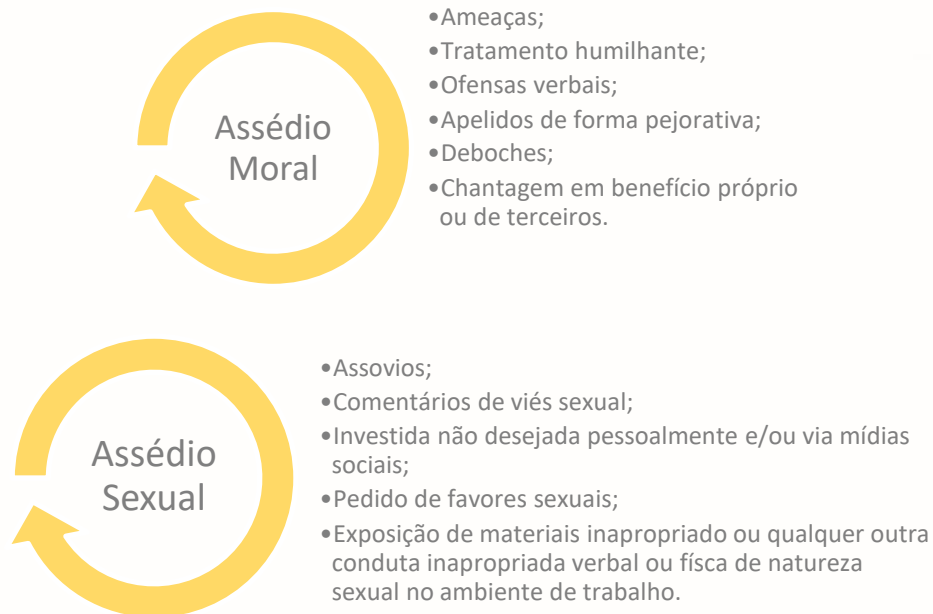 Assédio
Moral
•Ameaças;
•Tratamento humilhante;
•Ofensas verbais;
•Apelidos de forma pejorativa;
•Deboches;
•Chantagem em benefício próprio
ou de terceiros.
Assédio
Sexual
•Assovios;
•Comentários de viés sexual;
•Investida não desejada pessoalmente e/ou via mídias
sociais;
•Pedido de favores sexuais;
•Exposição de materiais inapropriado ou qualquer outra
conduta inapropriada verbal ou físca de natureza
sexual no ambiente de trabalho.